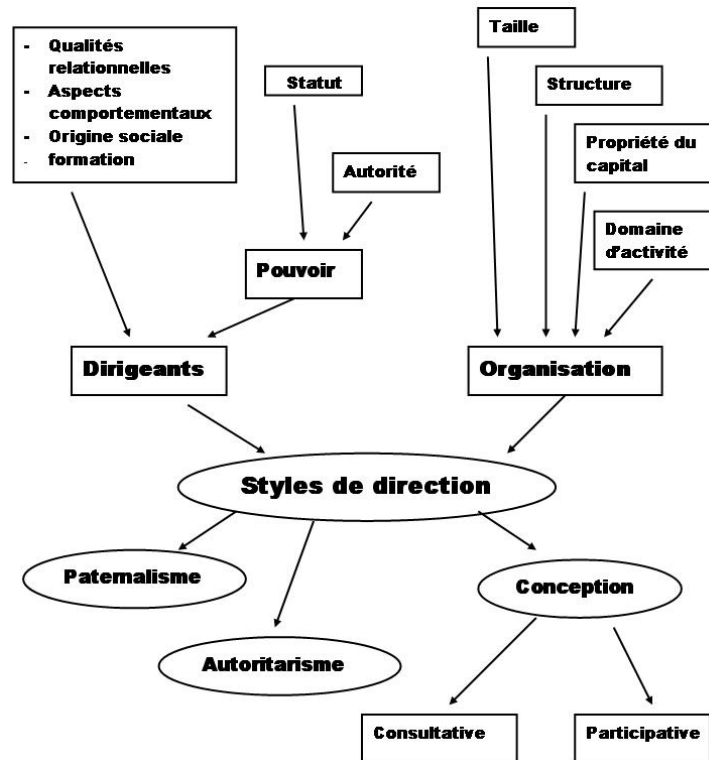 - Qualités
relationnelles
- Aspects
comportementaux
- Origine sociale
- formation
Statut
Autorité
Pouvoir
Dirigeants
Taille
Structure
Propriété du
capital
Domaine
d'activité
Organisation
Styles de direction
Paternalisme
Autoritarisme
Conception
Consultative
Participative